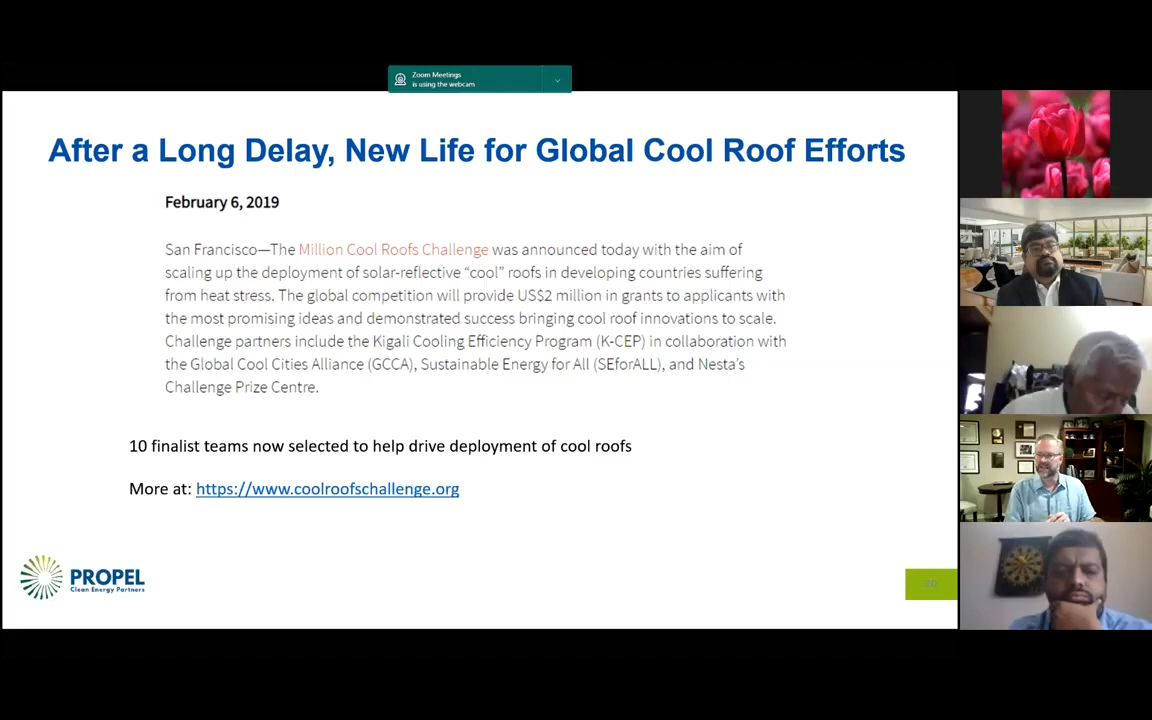 Zoom Meetings
is using the webcam
After a Long Delay, New Life for Global Cool Roof Efforts
February 6, 2019
San Francisco—The Million Cool Roofs Challenge was announced today with the aim of
scaling up the deployment of solar-reflective “cool” roofs in developing countries suffering
from heat stress. The global competition will provide US$2 million in grants to applicants with
the most promising ideas and demonstrated success bringing cool roof innovations to scale.
Challenge partners include the Kigali Cooling Efficiency Program (K-CEP) in collaboration with
the Global Cool Cities Alliance (GCCA), Sustainable Energy for All (SEforALL), and Nesta’s
Challenge Prize Centre.
10 finalist teams now selected to help drive deployment of cool roofs
More at: https://www.coolroofschallenge.org
PROPEL
Clean Energy Partners
20